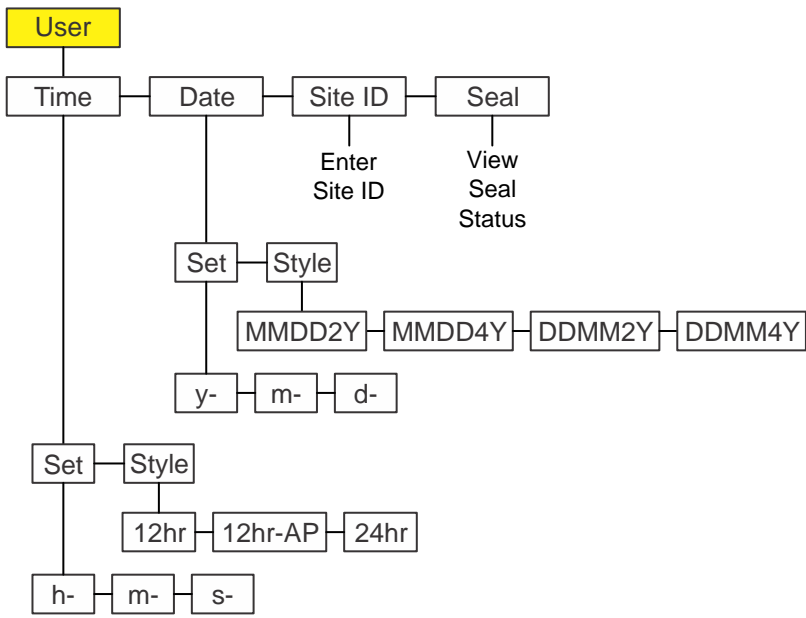 User
Time Date Site ID Seal
Enter
Site ID
View
Seal
Status
Set Style
MMDD2Y MMDD4Y DDMM2Y DDMM4Y
y- m- d-
Set Style
12hr 12hr-AP 24hr
h- m- s-